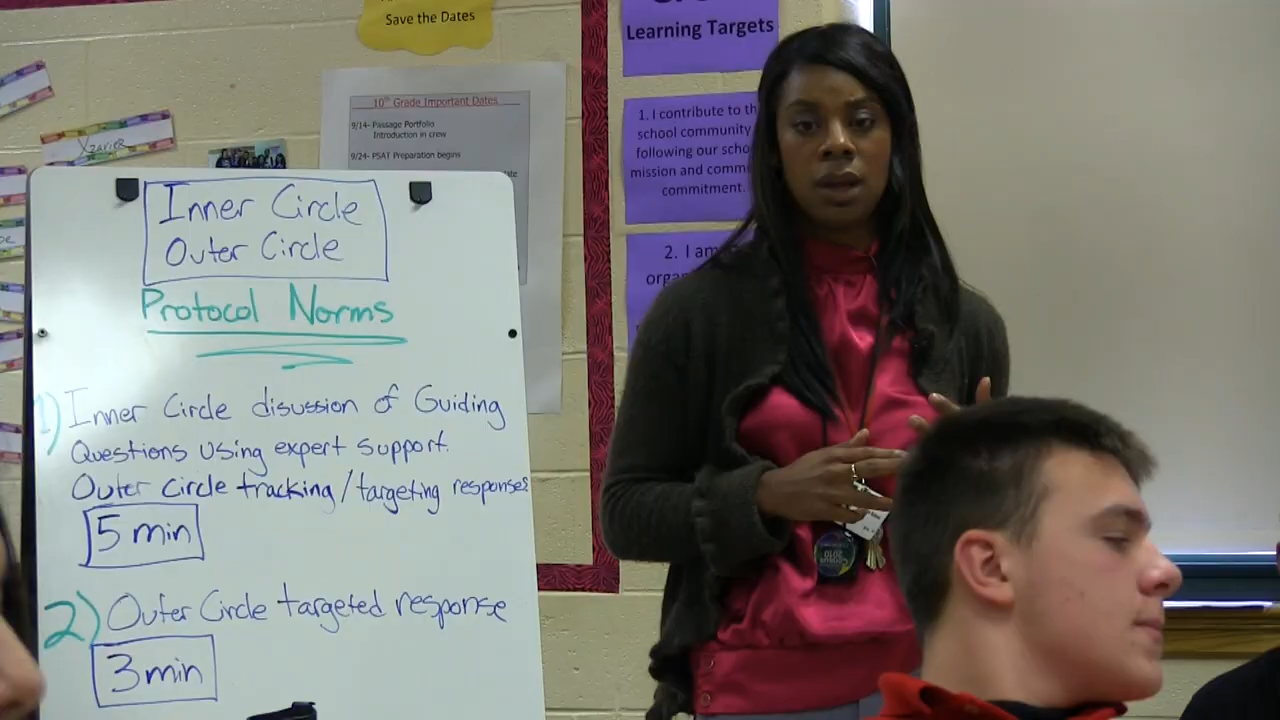 Save the Dates
10th Grade Important Dates
9/14- Passage Portfolio
Introduction in crew
9/24- PSAT Preparation begins
Xzavier
Learning Targets
1. I contribute to th
school community
following our scho
mission and comm
commitment.
2. I am
orga
Inner Circle
Outer Circle
Protocol Norms
1) Inner Circle disussion of Guiding
Questions using expert support.
Outer Circle tracking/targeting responses
5 min
2) Outer Circle targeted response
3 min
Census
2010